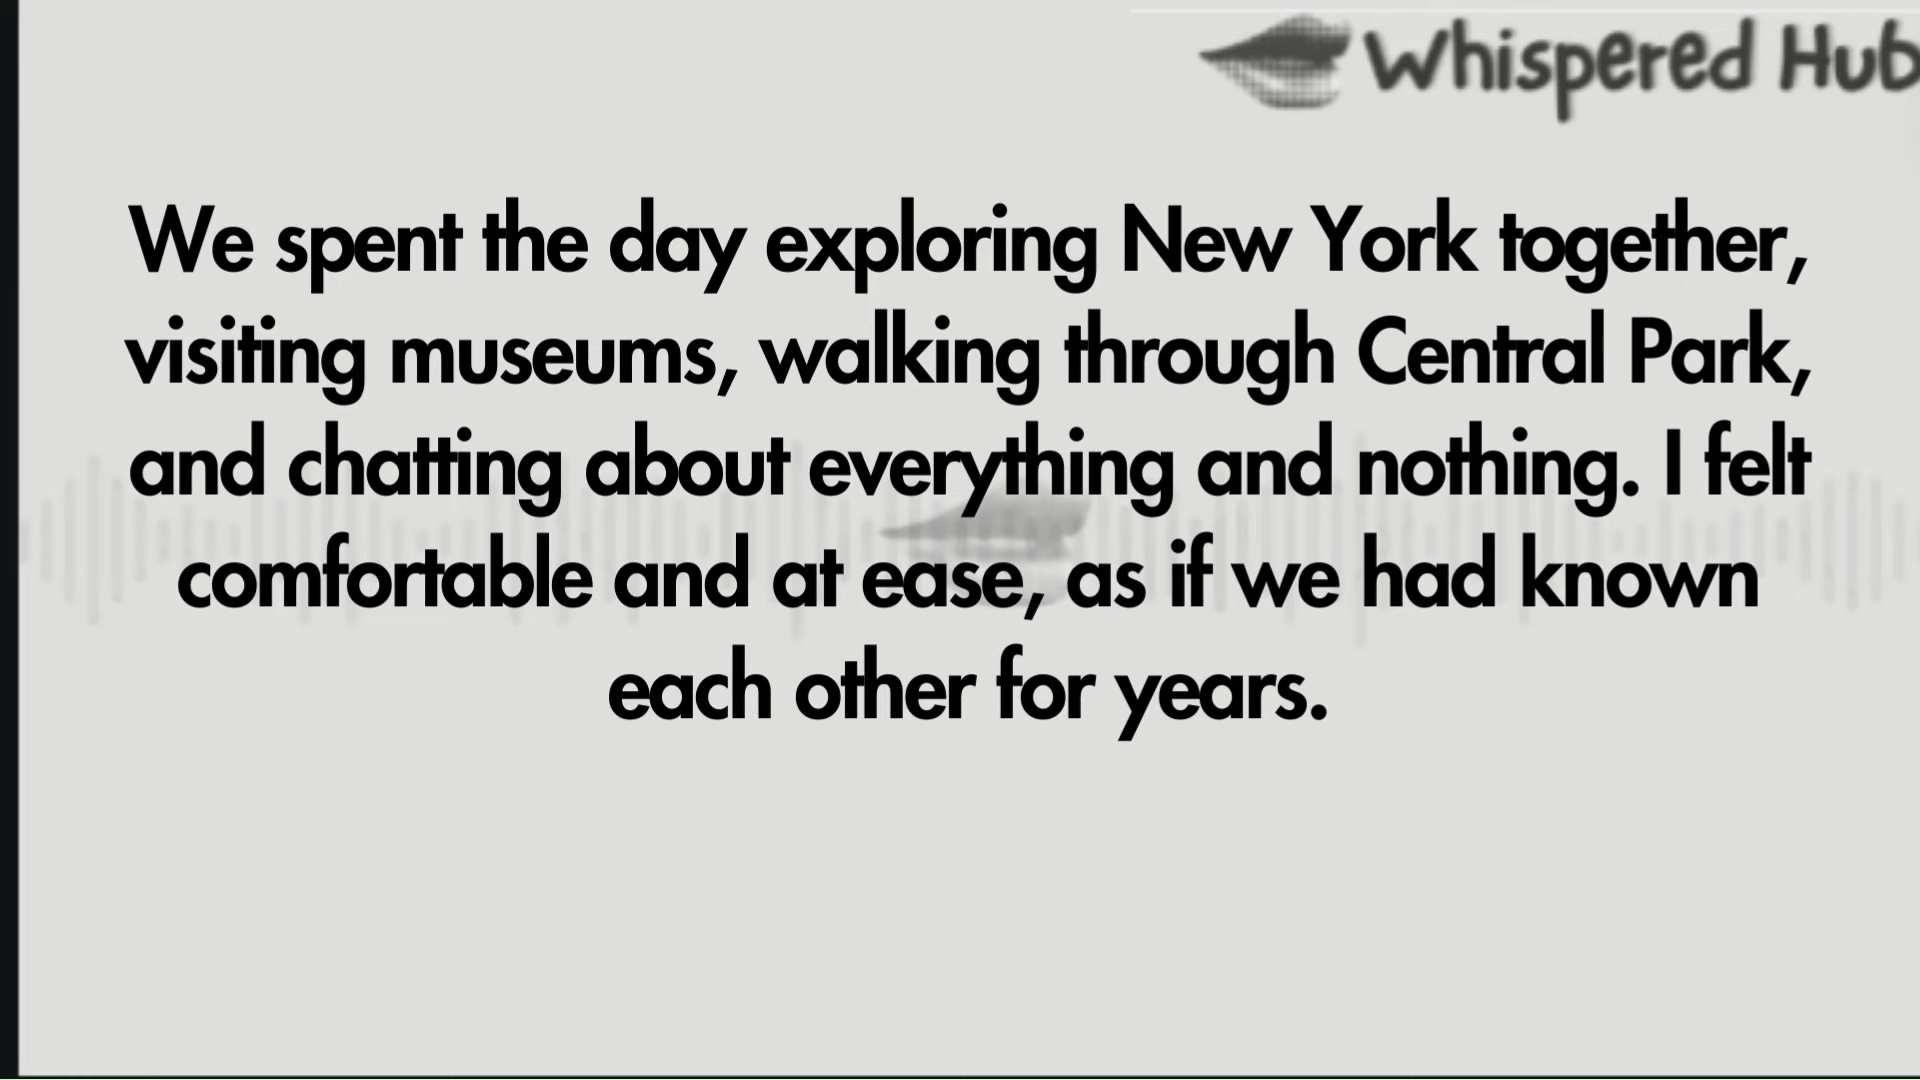 Whispered Hub
We spent the day exploring New York together,
visiting museums, walking through Central Park,
and chatting about everything and nothing. I felt
comfortable and at ease, as if we had known
each other for years.